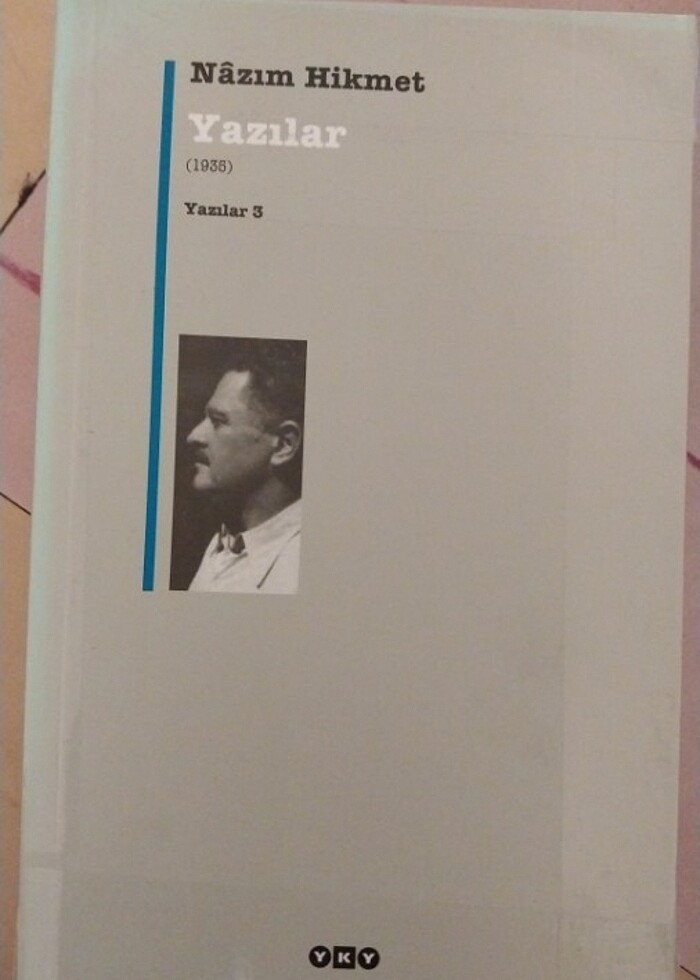 Nâzım Hikmet
Yazılar
(1935)
Yazılar 3
YKY